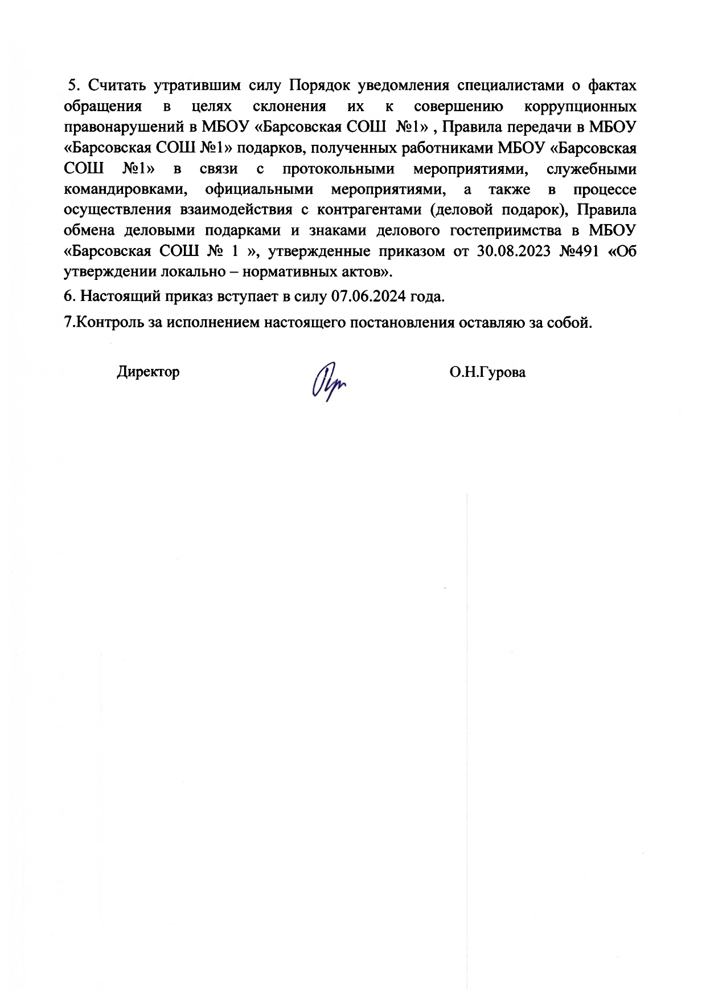 5. Считать утратившим силу Порядок уведомления специалистами о фактах
обращения в целях склонения их к совершению коррупционных
правонарушений в МБОУ «Барсовская СОШ №1» , Правила передачи в МБОУ
«Барсовская СОШ №1» подарков, полученных работниками МБОУ «Барсовская
СОШ №1» в связи с протокольными мероприятиями, служебными
командировками, официальными мероприятиями, а также в процессе
осуществления взаимодействия с контрагентами (деловой подарок), Правила
обмена деловыми подарками и знаками делового гостеприимства в МБОУ
«Барсовская СОШ № 1 », утвержденные приказом от 30.08.2023 №491 «Об
утверждении локально – нормативных актов».
6. Настоящий приказ вступает в силу 07.06.2024 года.
7.Контроль за исполнением настоящего постановления оставляю за собой.
Директор О.Н.Гурова